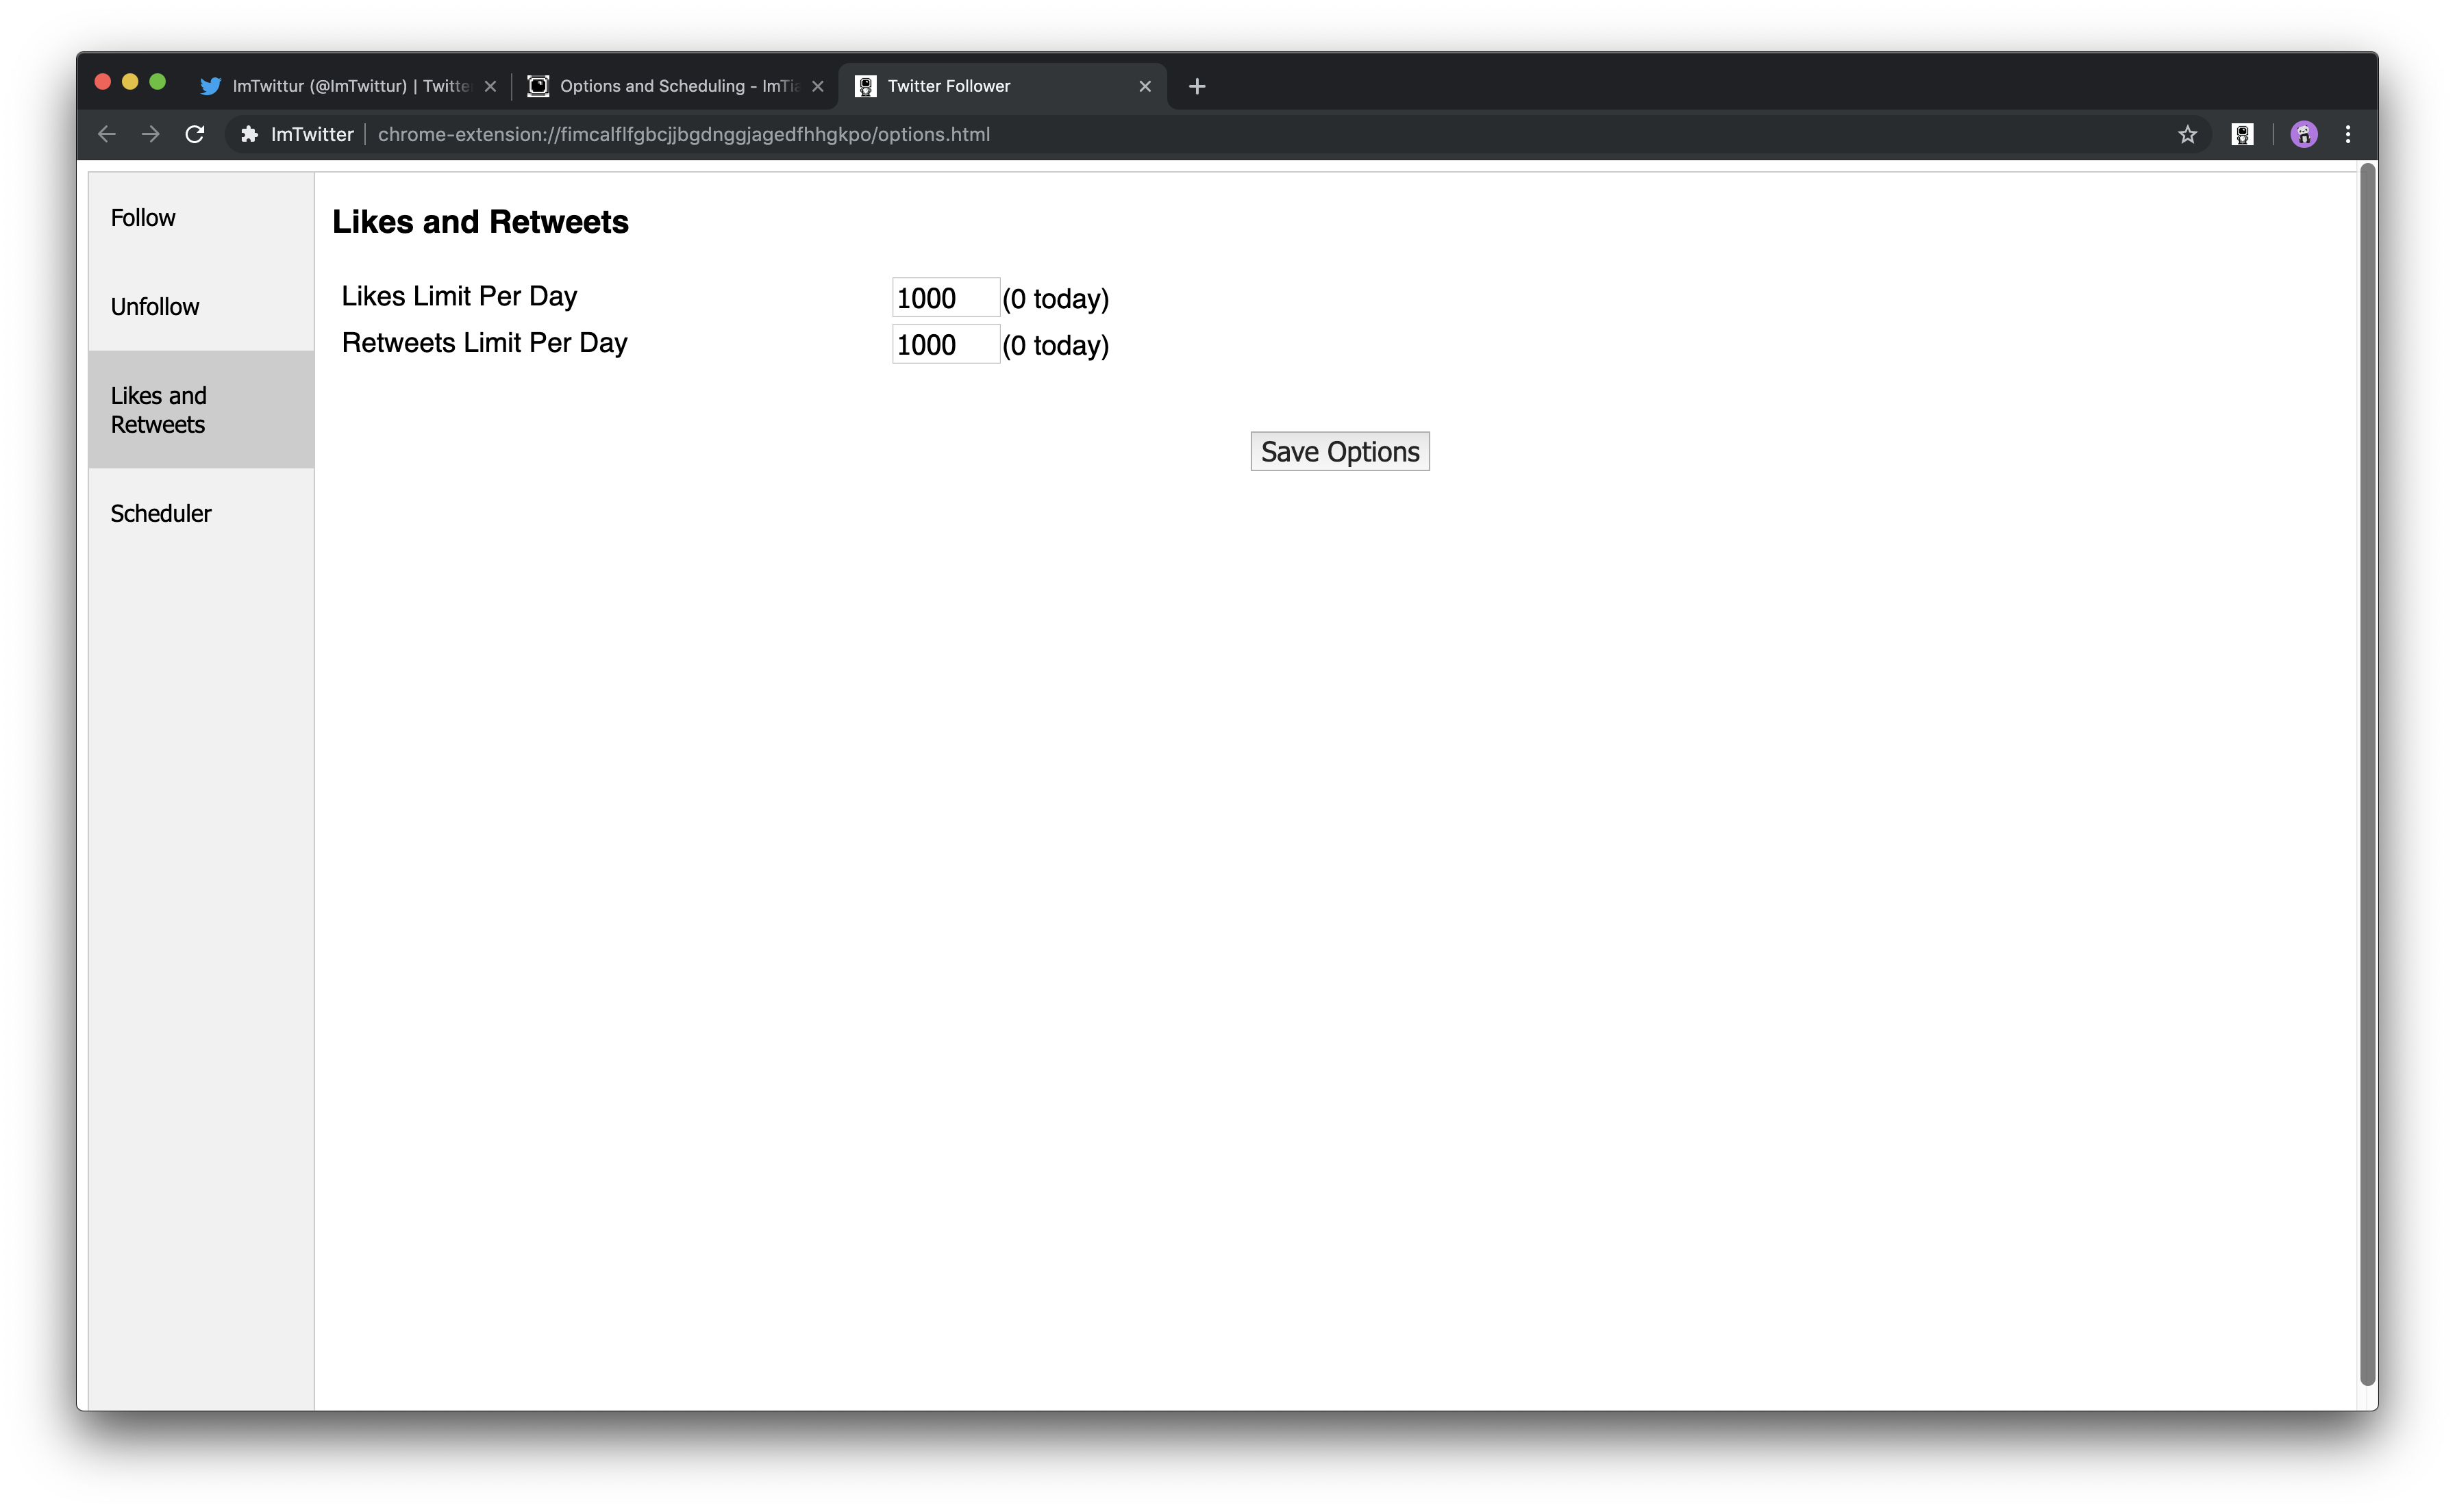 ImTwittur (@ImTwittur) | Twitte
Options and Scheduling - ImTia
Twitter Follower
ImTwitter
chrome-extension://fimcalflfgbcjjbgdnggjagedfhhgkpo/options.html
Follow
Unfollow
Likes and
Retweets
Scheduler
Likes and Retweets
Likes Limit Per Day 1000 (0 today)
Retweets Limit Per Day 1000 (0 today)
Save Options